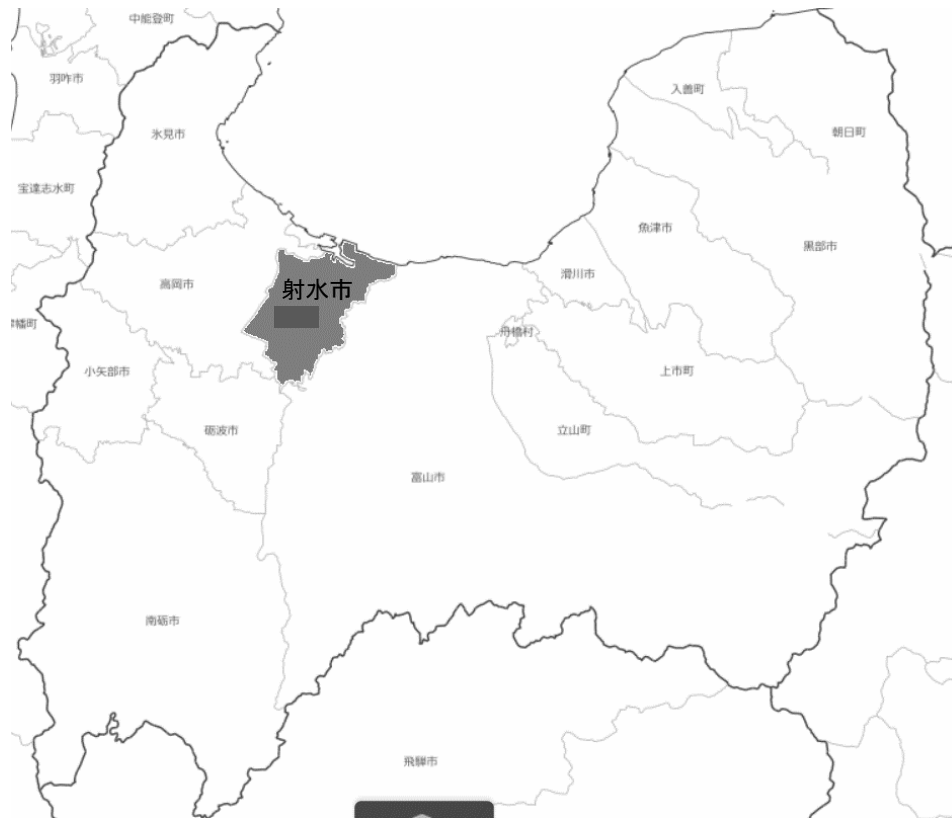 中能登町
羽咋市
入善町
氷見市
朝日町
宝達志水町
魚津市
黒部市
滑川市
高岡市
射水市
幡町
舟橋村
小矢部市
上市町
砺波市
立山町
富山市
南砺市
飛騨市